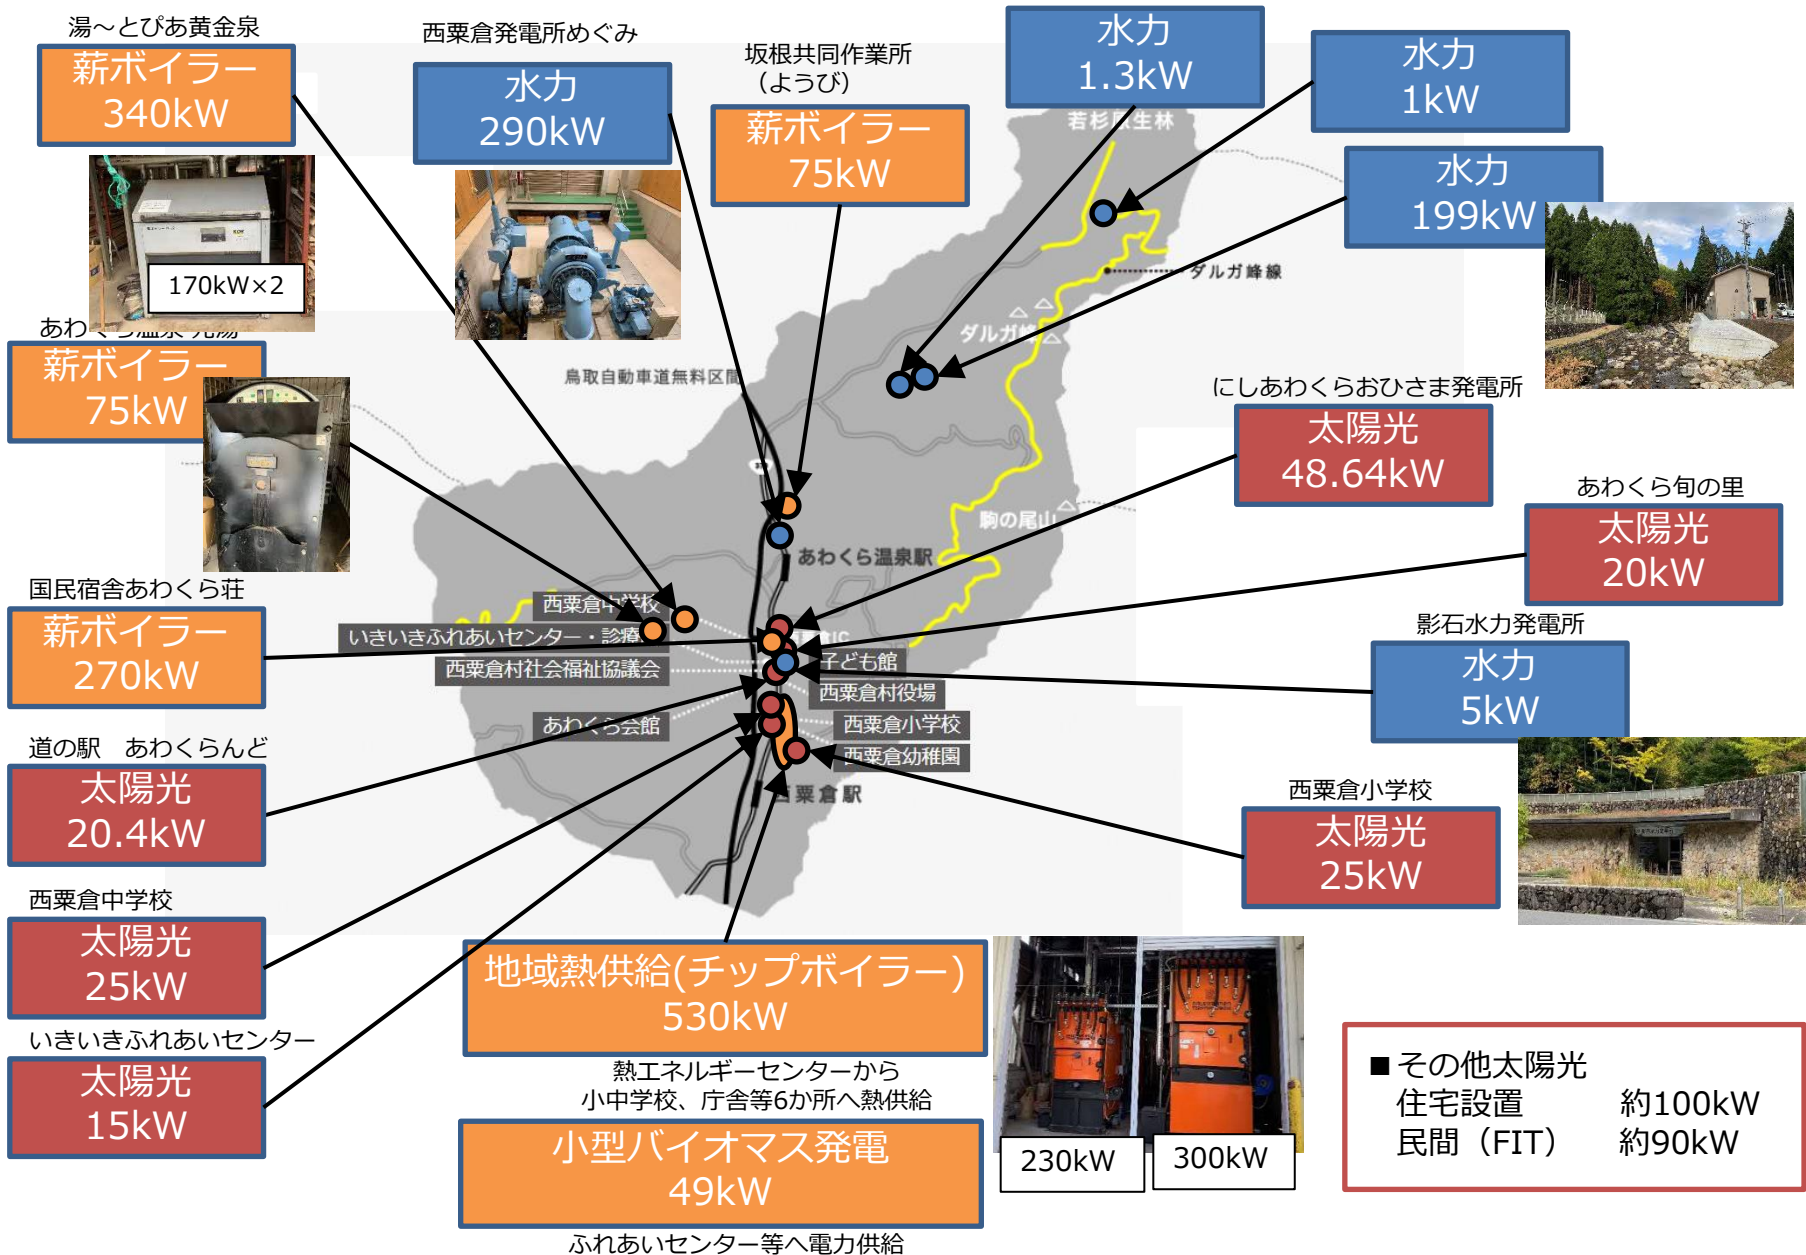 湯～とぴあ黄金泉
薪ボイラー
340kW
170kW×2
西粟倉発電所めぐみ
水力
290kW
坂根共同作業所
（ようび）
薪ボイラー
75kW
水力
1.3kW
水力
1kW
水力
199kW
若杉原生林
ダルガ峰線
ダルガ峰
鳥取自動車道無料区間
駒の尾山
あわくら温泉駅
あわくら温泉 元湯
薪ボイラー
75kW
国民宿舎あわくら荘
薪ボイラー
270kW
道の駅　あわくらんど
太陽光
20.4kW
西粟倉中学校
太陽光
25kW
いきいきふれあいセンター
太陽光
15kW
西粟倉中学校
いきいきふれあいセンター・診療
西粟倉村社会福祉協議会
あわくら会館
粟倉IC
子ども館
西粟倉村役場
西粟倉小学校
西粟倉幼稚園
西粟倉駅
にしあわくらおひさま発電所
太陽光
48.64kW
あわくら旬の里
太陽光
20kW
影石水力発電所
水力
5kW
西粟倉小学校
太陽光
25kW
地域熱供給(チップボイラー)
530kW
熱エネルギーセンターから
小中学校、庁舎等6か所へ熱供給
小型バイオマス発電
49kW
ふれあいセンター等へ電力供給
230kW
300kW
■その他太陽光
住宅設置　約100kW
民間（FIT）　約90kW